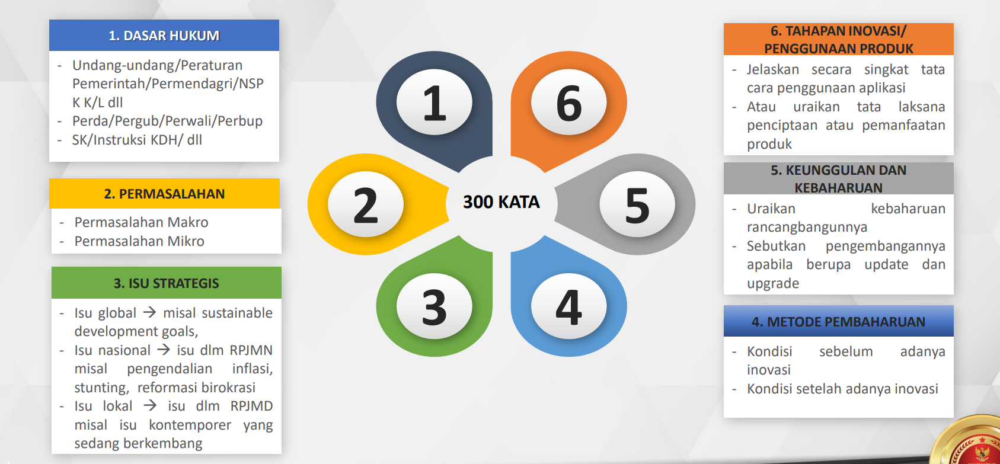 1. DASAR HUKUM
- Undang-undang/Peraturan
Pemerintah/Permendagri/NSP
K K/L dll
- Perda/Pergub/Perwali/Perbup
- SK/Instruksi KDH/ dll
2. PERMASALAHAN
- Permasalahan Makro
- Permasalahan Mikro
3. ISU STRATEGIS
- Isu global → misal sustainable
development goals,
- Isu nasional → isu dlm RPJMN
misal pengendalian inflasi,
stunting, reformasi birokrasi
- Isu lokal → isu dlm RPJMD
misal isu kontemporer yang
sedang berkembang
1
6
2
300 KATA
5
3
4
6. TAHAPAN INOVASI/
PENGGUNAAN PRODUK
- Jelaskan secara singkat tata
cara penggunaan aplikasi
- Atau uraikan tata laksana
penciptaan atau pemanfaatan
produk
5. KEUNGGULAN DAN
KEBAHARUAN
- Uraikan kebaharuan
rancangbangunnya
- Sebutkan pengembangannya
apabila berupa update dan
upgrade
4. METODE PEMBAHARUAN
- Kondisi sebelum adanya
inovasi
- Kondisi setelah adanya inovasi